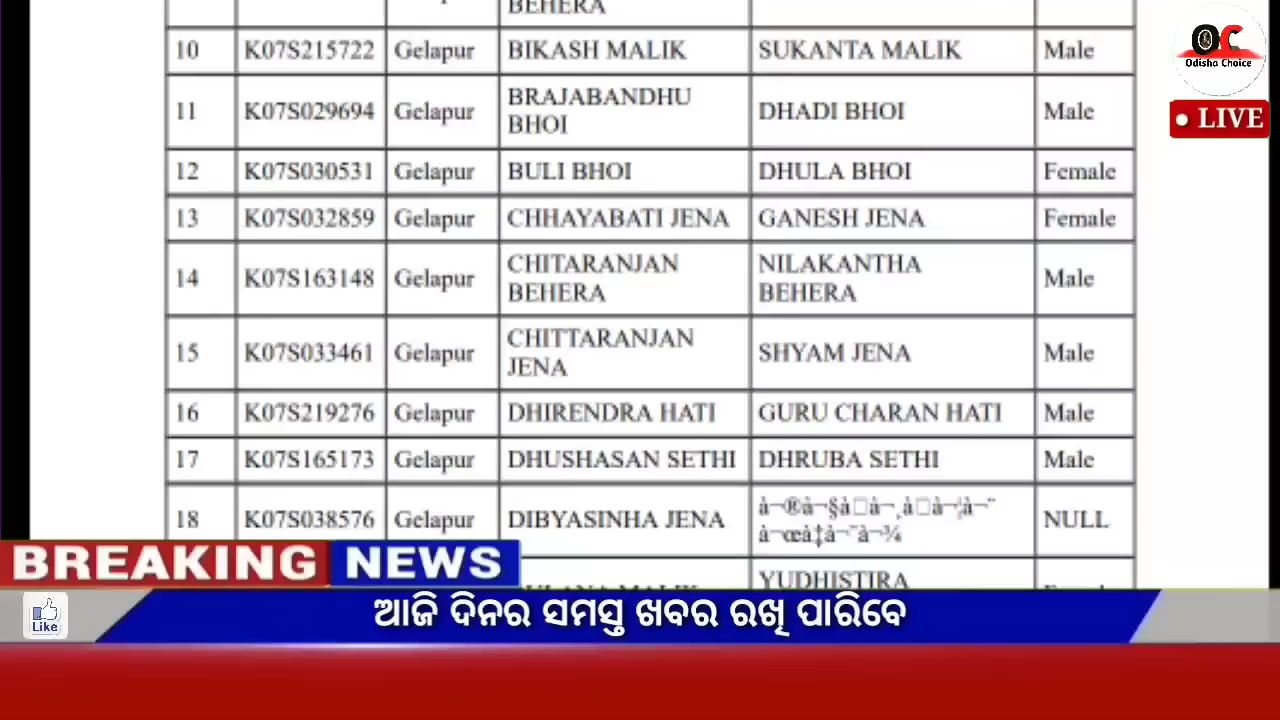 BEHERA
10 K07S215722 Gelapur BIKASH MALIK SUKANTA MALIK Male
11 K07S029694 Gelapur BRAJABANDHU BHOI DHADI BHOI Male
12 K07S030531 Gelapur BULI BHOI DHULA BHOI Female
13 K07S032859 Gelapur CHHAYABATI JENA GANESH JENA Female
14 K07S163148 Gelapur CHITARANJAN BEHERA NILAKANTHA BEHERA Male
15 K07S033461 Gelapur CHITTARANJAN JENA SHYAM JENA Male
16 K07S219276 Gelapur DHIRENDRA HATI GURU CHARAN HATI Male
17 K07S165173 Gelapur DHUSHASAN SETHI DHRUBA SETHI Male
18 K07S038576 Gelapur DIBYASINHA JENA NULL
YUDHISTIRA
OC
Odisha Choice
• LIVE
BREAKING NEWS
Like
ଆଜି ଦିନର ସମସ୍ତ ଖବର ରଖି ପାରିବେ